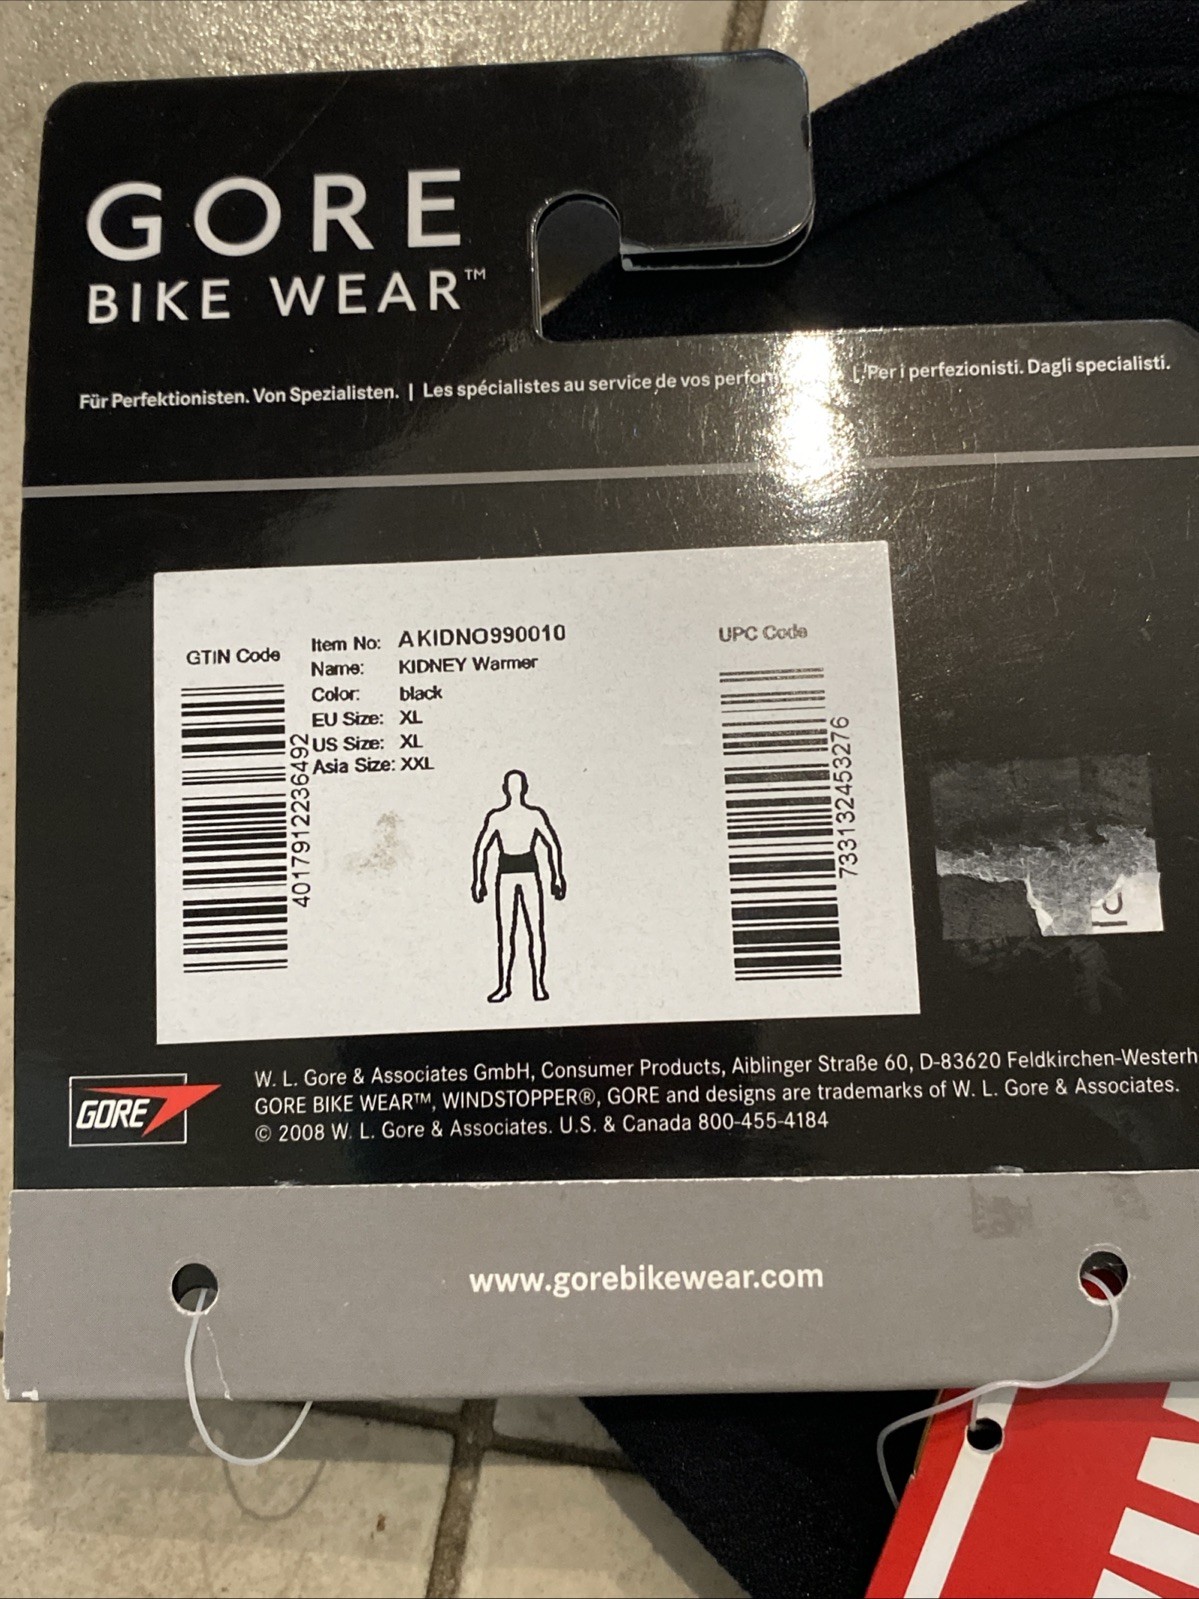 GORE
BIKE WEAR™
Für Perfektionisten. Von Spezialisten. | Les spécialistes au service de vos | Per i perfezionisti. Dagli specialisti.
GTIN Code
4017912236492
Item No: AKIDNO990010
Name: KIDNEY Warmer
Color: black
EU Size: XL
US Size: XL
Asia Size: XXL
UPC Code
733132453276
GORE
W. L. Gore & Associates GmbH, Consumer Products, Aiblinger Straße 60, D-83620 Feldkirchen-Westerh
GORE BIKE WEAR™, WINDSTOPPER®, GORE and designs are trademarks of W. L. Gore & Associates.
© 2008 W. L. Gore & Associates. U.S. & Canada 800-455-4184
www.gorebikewear.com